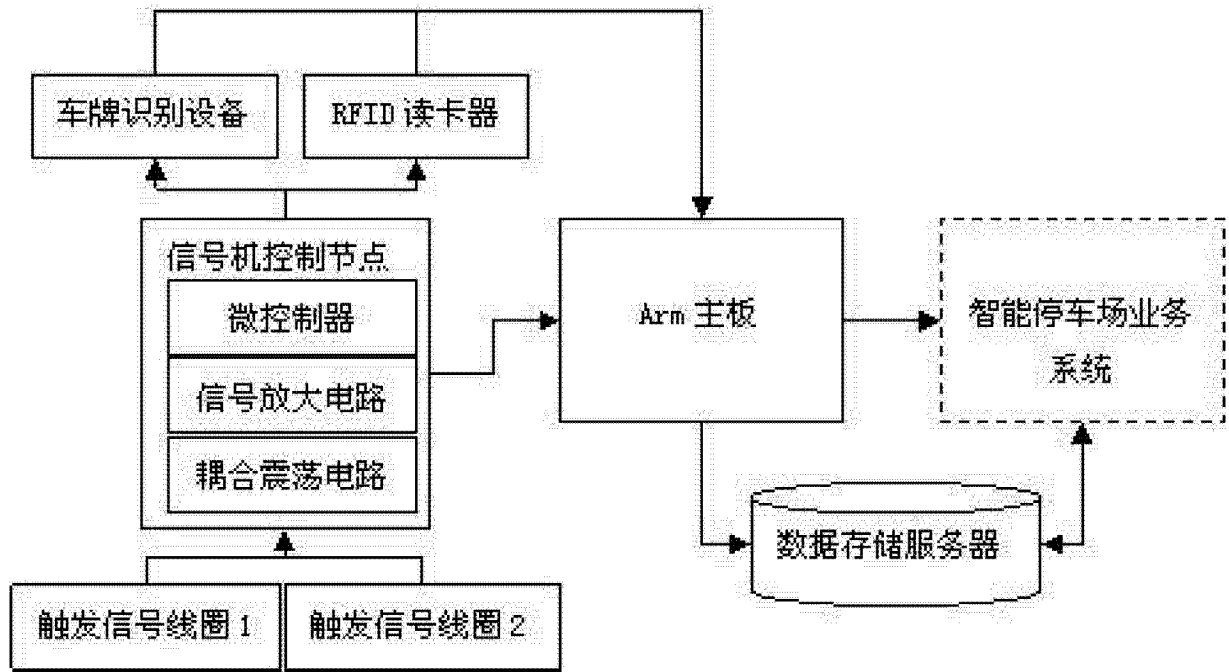 车牌识别设备
RFID 读卡器
信号机控制节点
微控制器
信号放大电路
耦合震荡电路
Arm 主板
智能停车场业务
系统
数据存储服务器
触发信号线圈 1
触发信号线圈 2